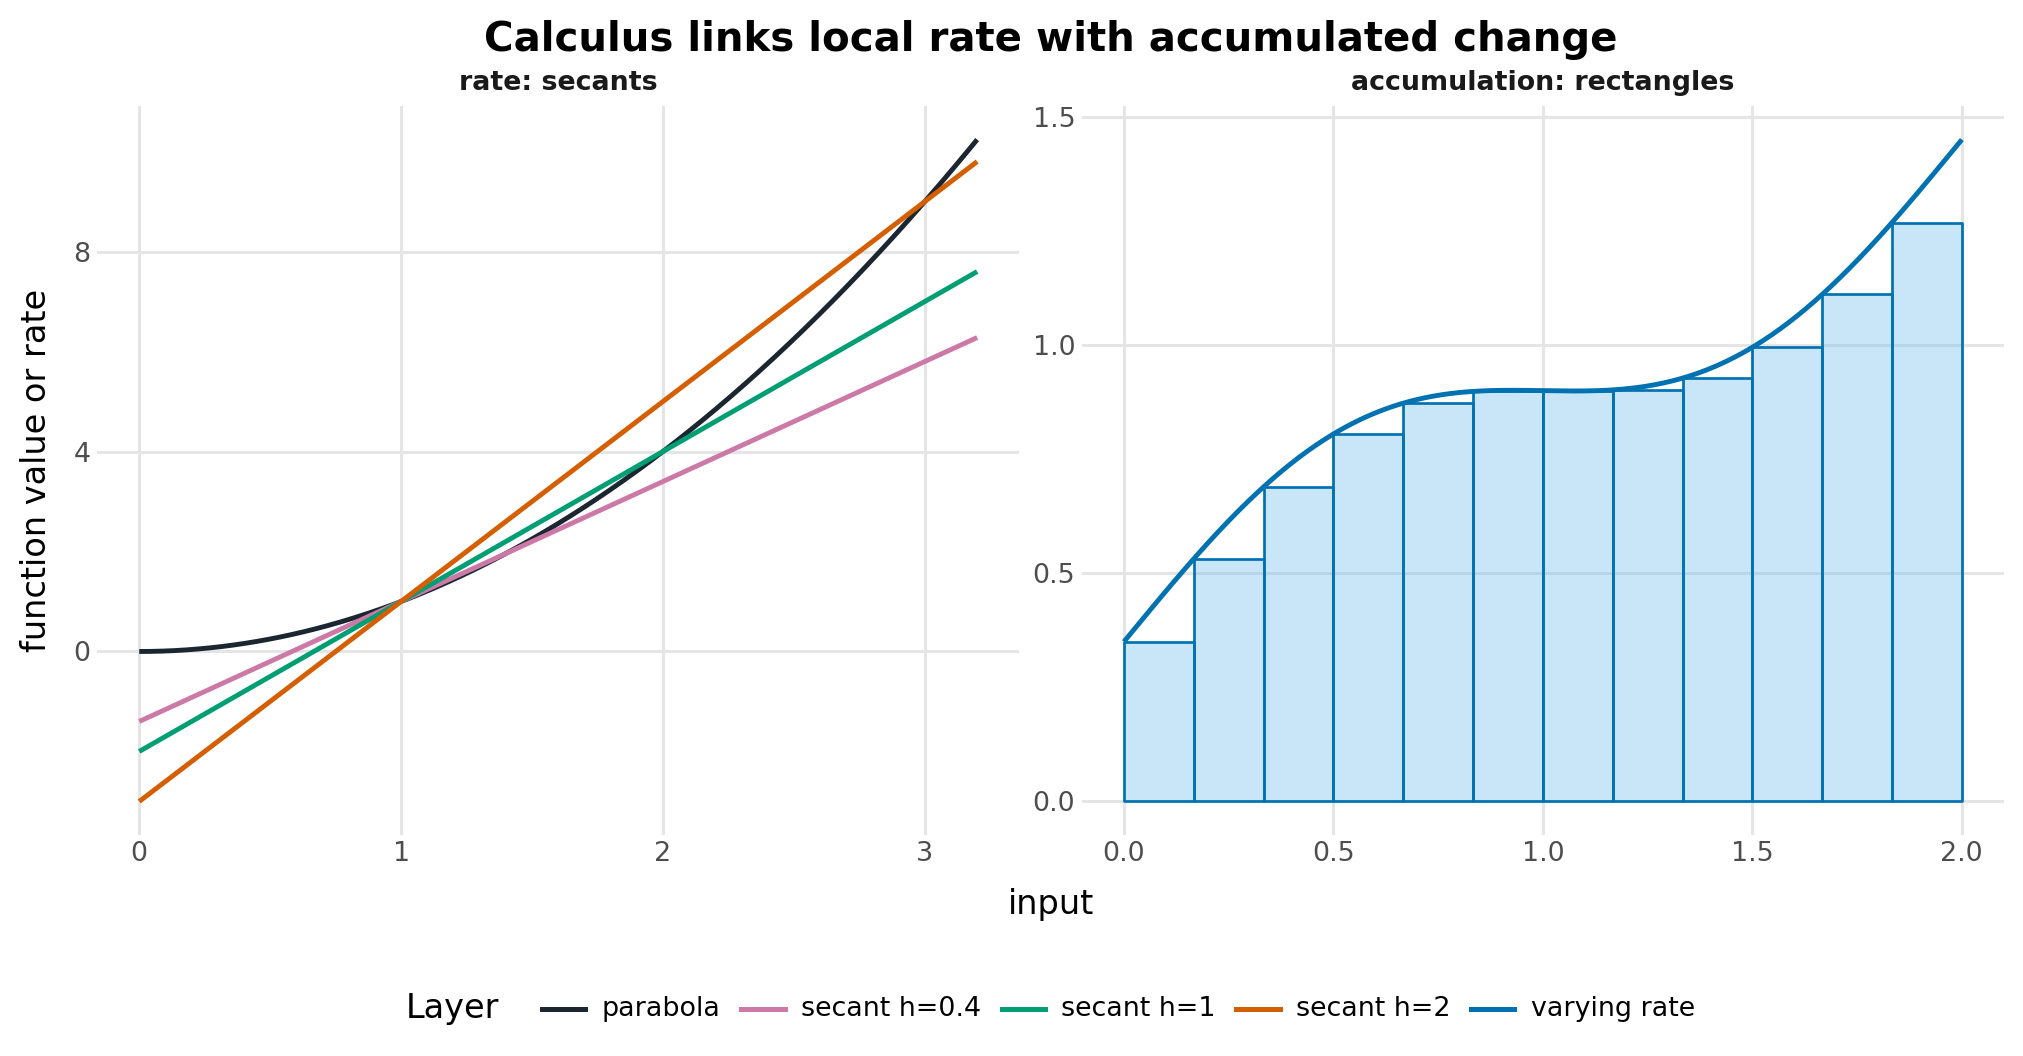 Calculus links local rate with accumulated change
rate: secants
accumulation: rectangles
function value or rate
8
4
0
0
1
2
3
1.5
1.0
0.5
0.0
0.0
0.5
1.0
1.5
2.0
input
Layer
parabola
secant h=0.4
secant h=1
secant h=2
varying rate